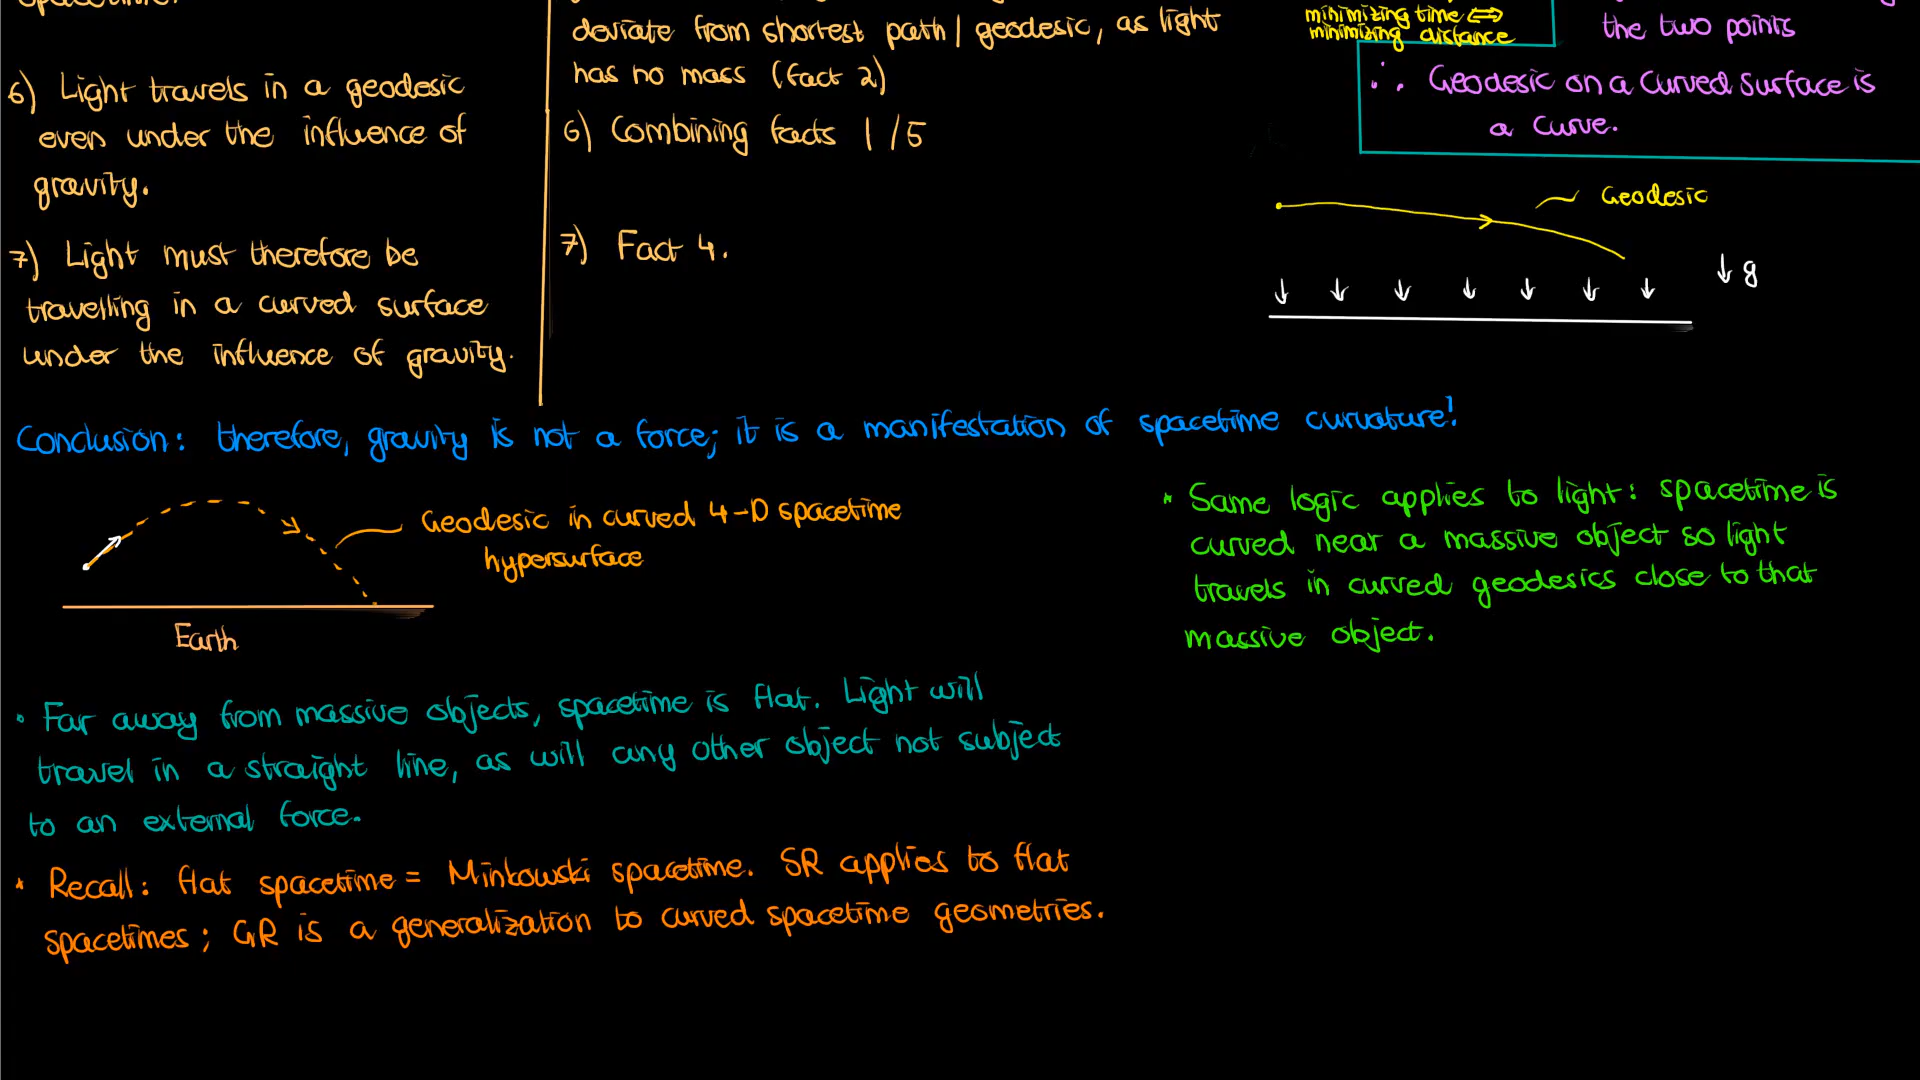 6) Light travels in a geodesic
even under the influence of
gravity.
7) Light must therefore be
travelling in a curved surface
under the influence of gravity.
deviate from shortest path / geodesic, as light
has no mass (fact 2)
6) Combining facts 1 / 5
7) Fact 4.
minimizing time ⇔
minimizing distance
the two points
∴ Geodesic on a curved surface is
a curve.
Geodesic
↓ g
Conclusion: therefore, gravity is not a force; it is a manifestation of spacetime curvature!
Geodesic in curved 4-D spacetime
hypersurface
Earth
* Same logic applies to light: spacetime is
curved near a massive object so light
travels in curved geodesics close to that
massive object.
• Far away from massive objects, spacetime is flat. Light will
travel in a straight line, as will any other object not subject
to an external force.
* Recall: flat spacetime = Minkowski spacetime. SR applies to flat
spacetimes; GR is a generalization to curved spacetime geometries.